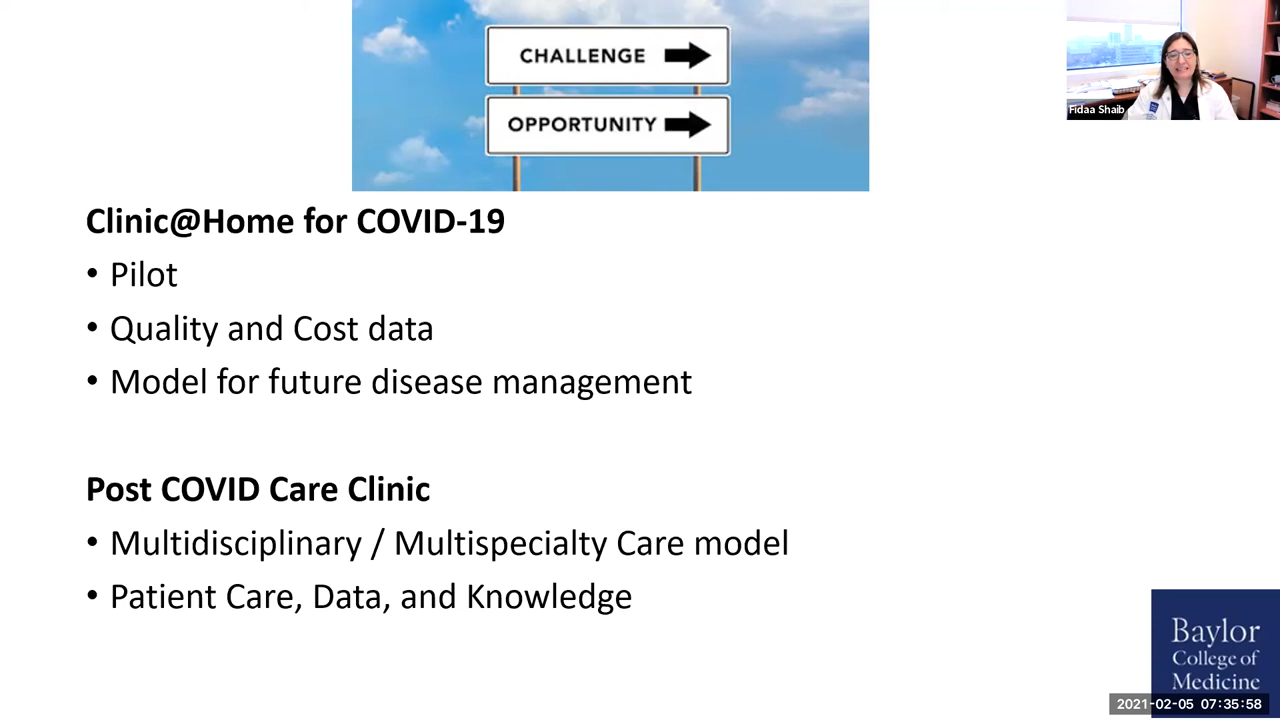 CHALLENGE
OPPORTUNITY
Fidaa Shaib
Clinic@Home for COVID-19
• Pilot
• Quality and Cost data
• Model for future disease management
Post COVID Care Clinic
• Multidisciplinary / Multispecialty Care model
• Patient Care, Data, and Knowledge
Baylor
College of
Medicine
2021-02-05 07:35:58